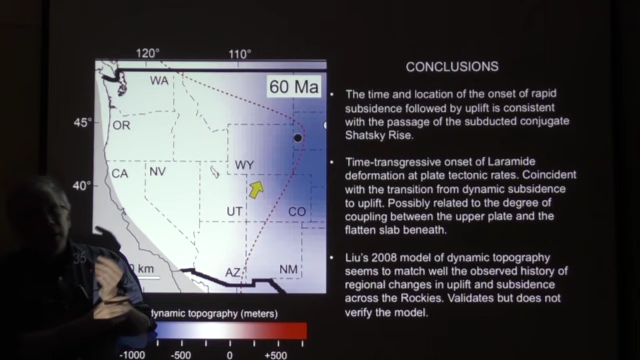 120° 110°
WA
60 Ma
45°
OR
WY
40°
CA NV
UT CO
km
AZ NM
dynamic topography (meters)
-1000 -500 0 +500
CONCLUSIONS
• The time and location of the onset of rapid
subsidence followed by uplift is consistent
with the passage of the subducted conjugate
Shatsky Rise.
• Time-transgressive onset of Laramide
deformation at plate tectonic rates. Coincident
with the transition from dynamic subsidence
to uplift. Possibly related to the degree of
coupling between the upper plate and the
flatten slab beneath.
• Liu's 2008 model of dynamic topography
seems to match well the observed history of
regional changes in uplift and subsidence
across the Rockies. Validates but does not
verify the model.